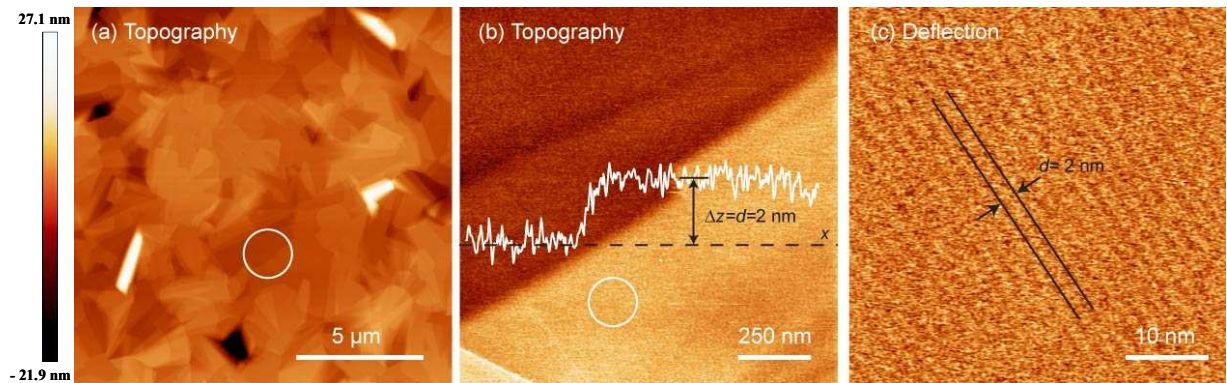 27.1 nm
- 21.9 nm
(a) Topography
5 µm
(b) Topography
Δz=d=2 nm
x
250 nm
(c) Deflection
d= 2 nm
10 nm